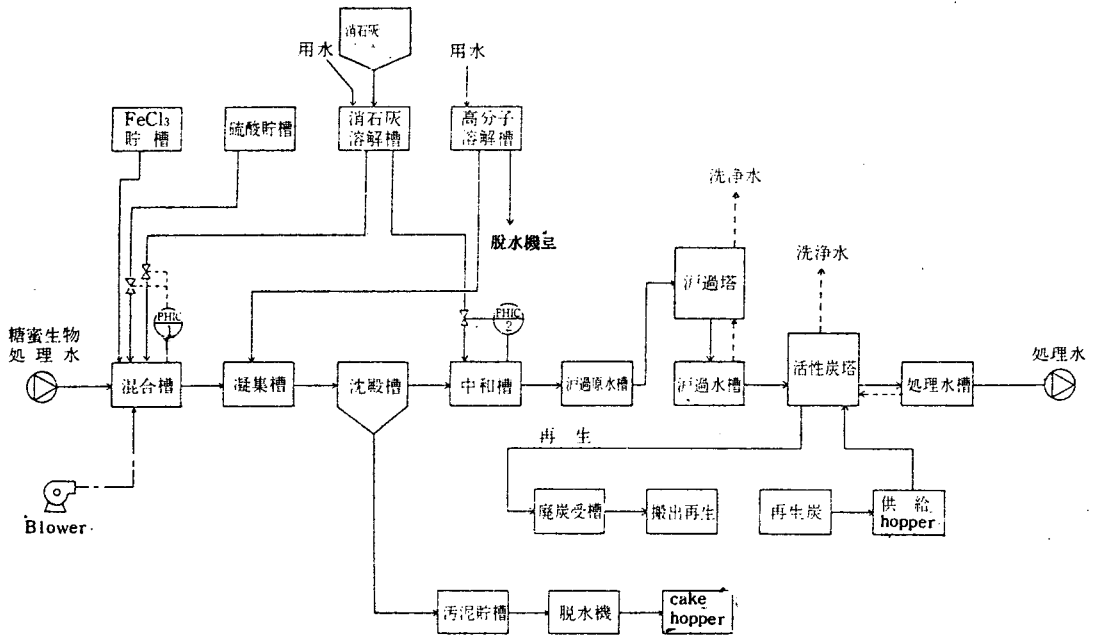 消石灰
用水
用水
FeCl₃
貯槽
硫酸貯槽
消石灰
溶解槽
高分子
溶解槽
脱水機로
洗浄水
洗浄水
沪過塔
PHIC
1
PHIC
2
糖蜜生物
処理水
混合槽
凝集槽
沈殿槽
中和槽
沪過原水槽
沪過水槽
活性炭塔
処理水槽
処理水
再生
Blower
廃炭受槽
搬出再生
再生炭
供給
hopper
汚泥貯槽
脱水機
cake
hopper